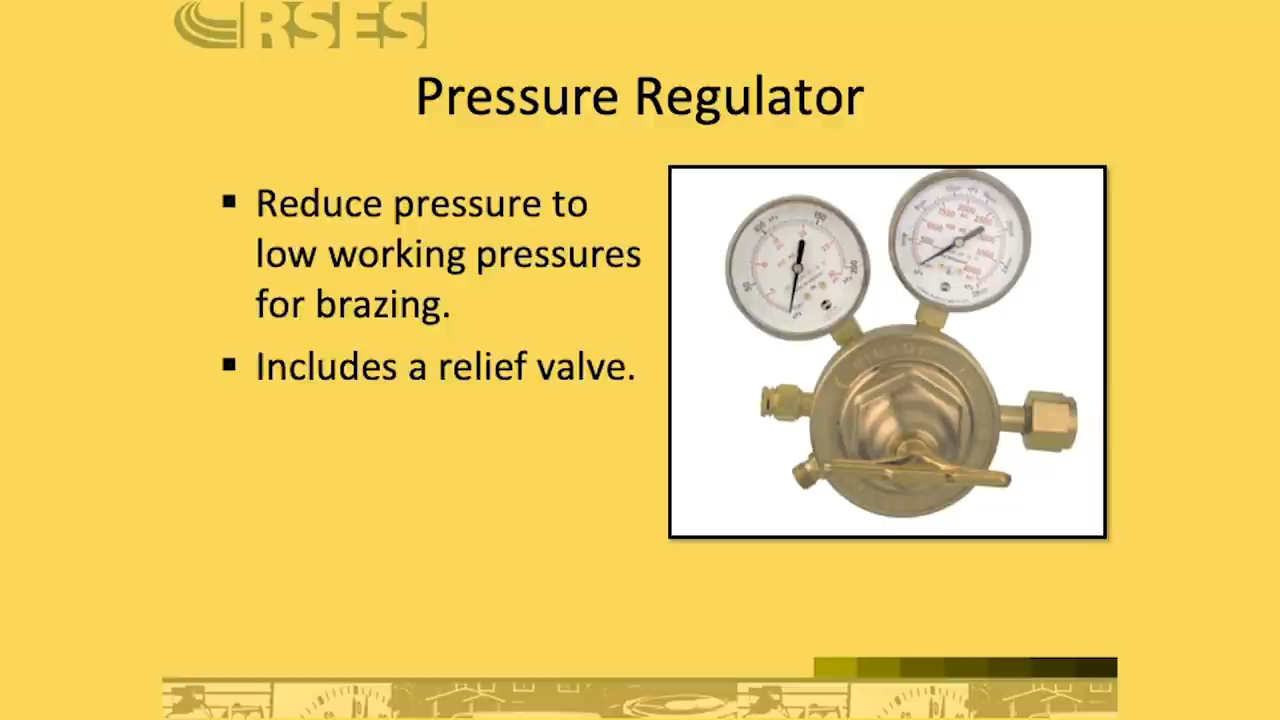 RSES
Pressure Regulator
▪ Reduce pressure to
low working pressures
for brazing.
▪ Includes a relief valve.